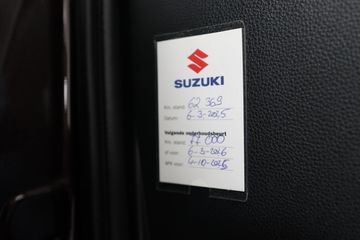 SUZUKI
Km. stand: 62 369
Datum: 6-3-2025
Volgende onderhoudsbeurt
Km. stand: 77 000
of voor: 6-3-2026
APK voor: 4-10-2025